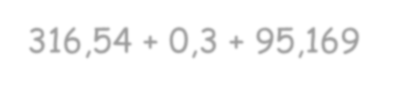 316,54 + 0,3 + 95,169